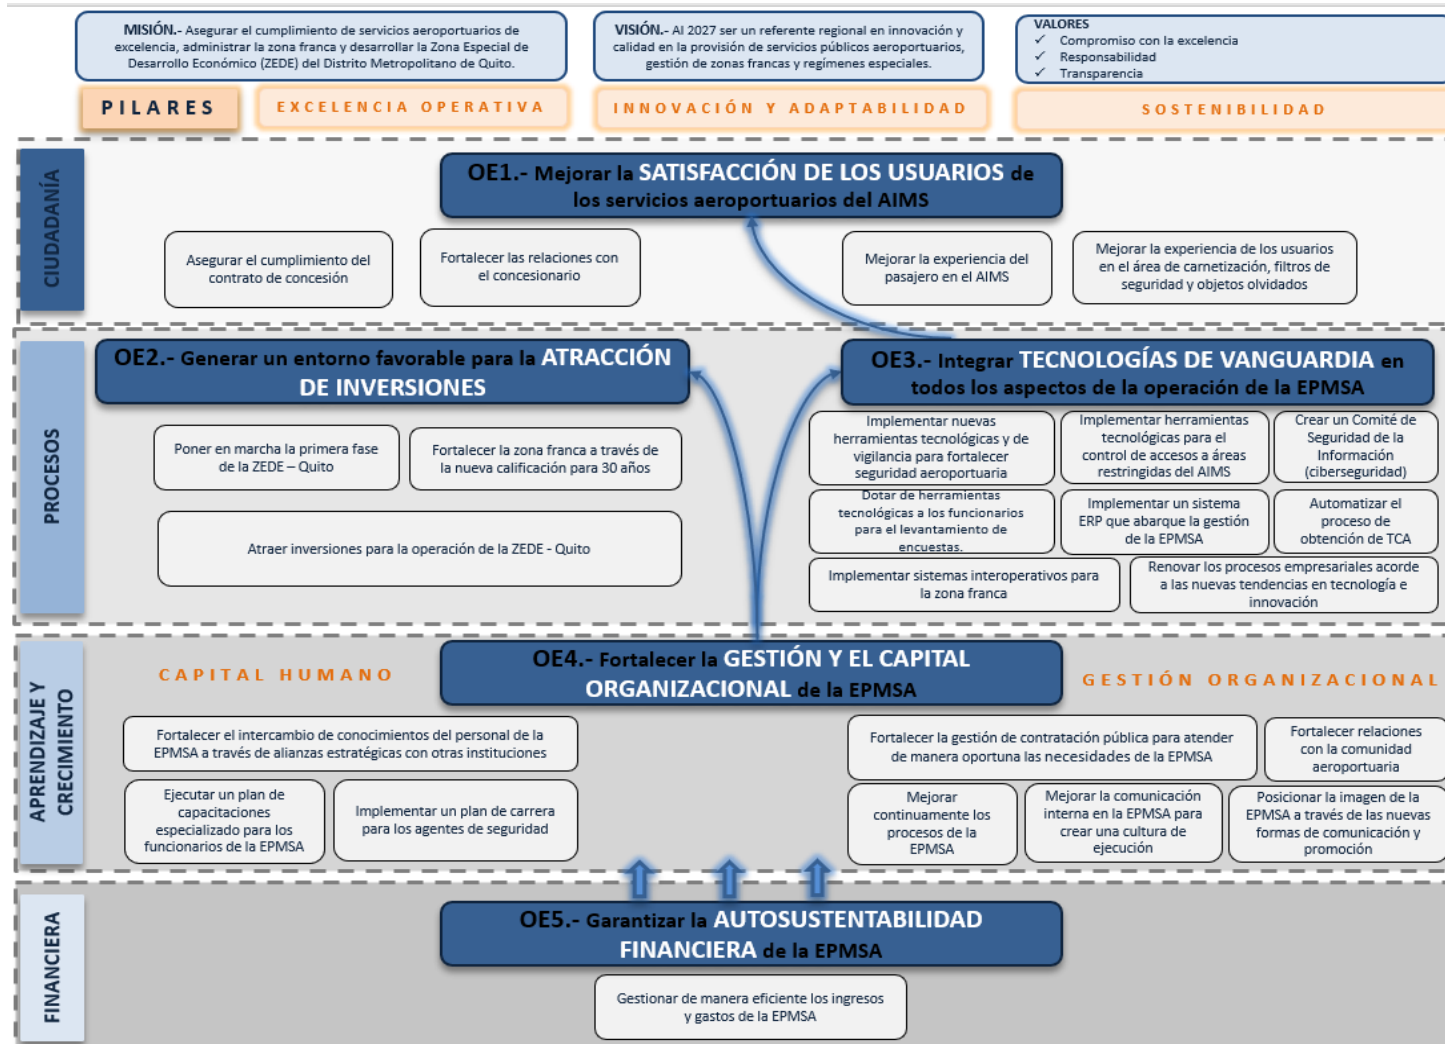 MISIÓN.- Asegurar el cumplimiento de servicios aeroportuarios de
excelencia, administrar la zona franca y desarrollar la Zona Especial de
Desarrollo Económico (ZEDE) del Distrito Metropolitano de Quito.
VISIÓN.- Al 2027 ser un referente regional en innovación y
calidad en la provisión de servicios públicos aeroportuarios,
gestión de zonas francas y regímenes especiales.
VALORES
✓ Compromiso con la excelencia
✓ Responsabilidad
✓ Transparencia
PILARES
EXCELENCIA OPERATIVA
INNOVACIÓN Y ADAPTABILIDAD
SOSTENIBILIDAD
CIUDADANÍA
OE1.- Mejorar la SATISFACCIÓN DE LOS USUARIOS de
los servicios aeroportuarios del AIMS
Asegurar el cumplimiento del
contrato de concesión
Fortalecer las relaciones con
el concesionario
Mejorar la experiencia del
pasajero en el AIMS
Mejorar la experiencia de los usuarios
en el área de carnetización, filtros de
seguridad y objetos olvidados
PROCESOS
OE2.- Generar un entorno favorable para la ATRACCIÓN
DE INVERSIONES
Poner en marcha la primera fase
de la ZEDE – Quito
Fortalecer la zona franca a través de
la nueva calificación para 30 años
Atraer inversiones para la operación de la ZEDE - Quito
OE3.- Integrar TECNOLOGÍAS DE VANGUARDIA en
todos los aspectos de la operación de la EPMSA
Implementar nuevas
herramientas tecnológicas y de
vigilancia para fortalecer
seguridad aeroportuaria
Implementar herramientas
tecnológicas para el
control de accesos a áreas
restringidas del AIMS
Crear un Comité de
Seguridad de la
Información
(ciberseguridad)
Dotar de herramientas
tecnológicas a los funcionarios
para el levantamiento de
encuestas.
Implementar un sistema
ERP que abarque la gestión
de la EPMSA
Automatizar el
proceso de
obtención de TCA
Implementar sistemas interoperativos para
la zona franca
Renovar los procesos empresariales acorde
a las nuevas tendencias en tecnología e
innovación
APRENDIZAJE Y
CRECIMIENTO
OE4.- Fortalecer la GESTIÓN Y EL CAPITAL
ORGANIZACIONAL de la EPMSA
CAPITAL HUMANO
GESTIÓN ORGANIZACIONAL
Fortalecer el intercambio de conocimientos del personal de la
EPMSA a través de alianzas estratégicas con otras instituciones
Ejecutar un plan de
capacitaciones
especializado para los
funcionarios de la EPMSA
Implementar un plan de carrera
para los agentes de seguridad
Fortalecer la gestión de contratación pública para atender
de manera oportuna las necesidades de la EPMSA
Fortalecer relaciones
con la comunidad
aeroportuaria
Mejorar
continuamente los
procesos de la
EPMSA
Mejorar la comunicación
interna en la EPMSA para
crear una cultura de
ejecución
Posicionar la imagen de la
EPMSA a través de las nuevas
formas de comunicación y
promoción
FINANCIERA
OE5.- Garantizar la AUTOSUSTENTABILIDAD
FINANCIERA de la EPMSA
Gestionar de manera eficiente los ingresos
y gastos de la EPMSA